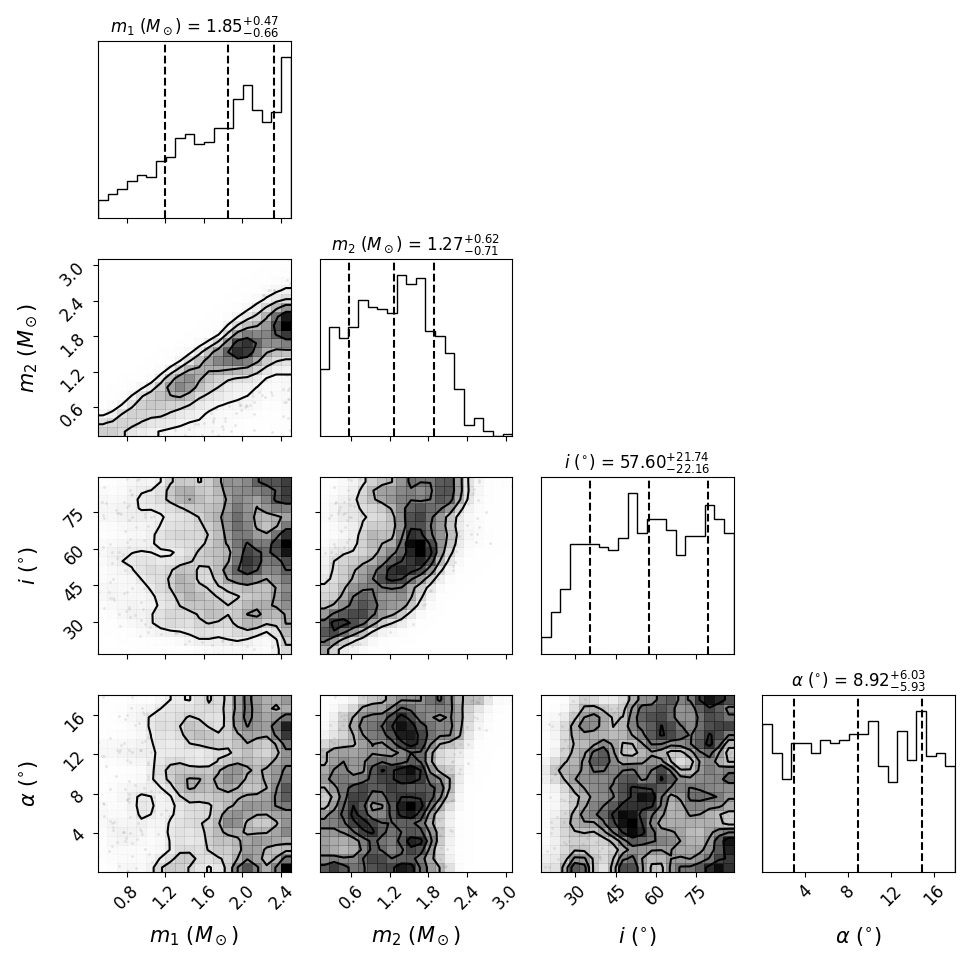 m₁ (M⊙) = 1.85+0.47−0.66
m₂ (M⊙) = 1.27+0.62−0.71
3.0
2.4
1.8
1.2
0.6
m₂ (M⊙)
i (°) = 57.60+21.74−22.16
75
60
45
30
i (°)
α (°) = 8.92+6.03−5.93
16
12
8
4
α (°)
0.8 1.2 1.6 2.0 2.4
0.6 1.2 1.8 2.4 3.0
30 45 60 75
4 8 12 16
m₁ (M⊙)
m₂ (M⊙)
i (°)
α (°)